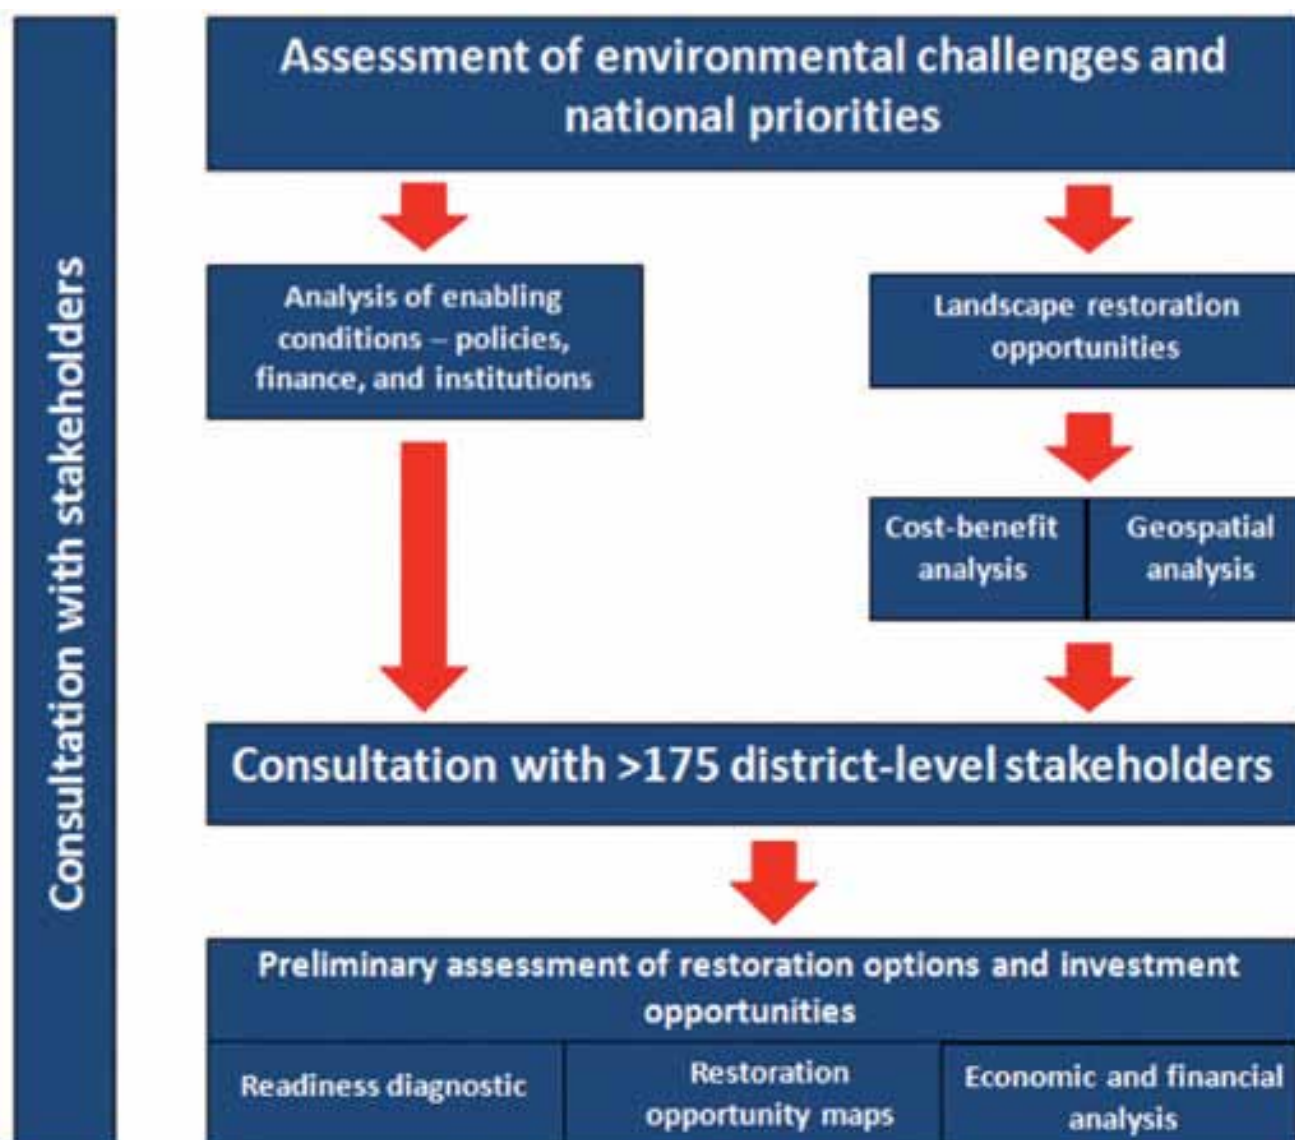 Consultation with stakeholders
Assessment of environmental challenges and
national priorities
Analysis of enabling
conditions – policies,
finance, and institutions
Landscape restoration
opportunities
Cost-benefit
analysis
Geospatial
analysis
Consultation with >175 district-level stakeholders
Preliminary assessment of restoration options and investment
opportunities
Readiness diagnostic
Restoration
opportunity maps
Economic and financial
analysis